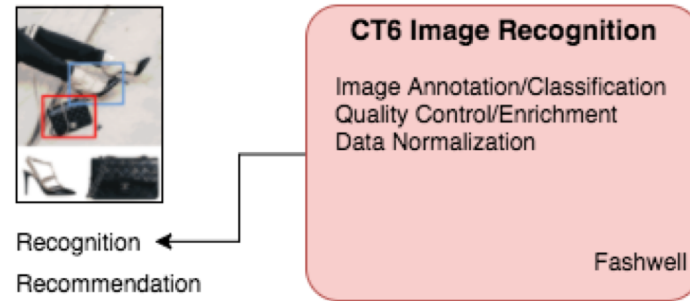 CT6 Image Recognition
Image Annotation/Classification
Quality Control/Enrichment
Data Normalization
Fashwell
Recognition
Recommendation